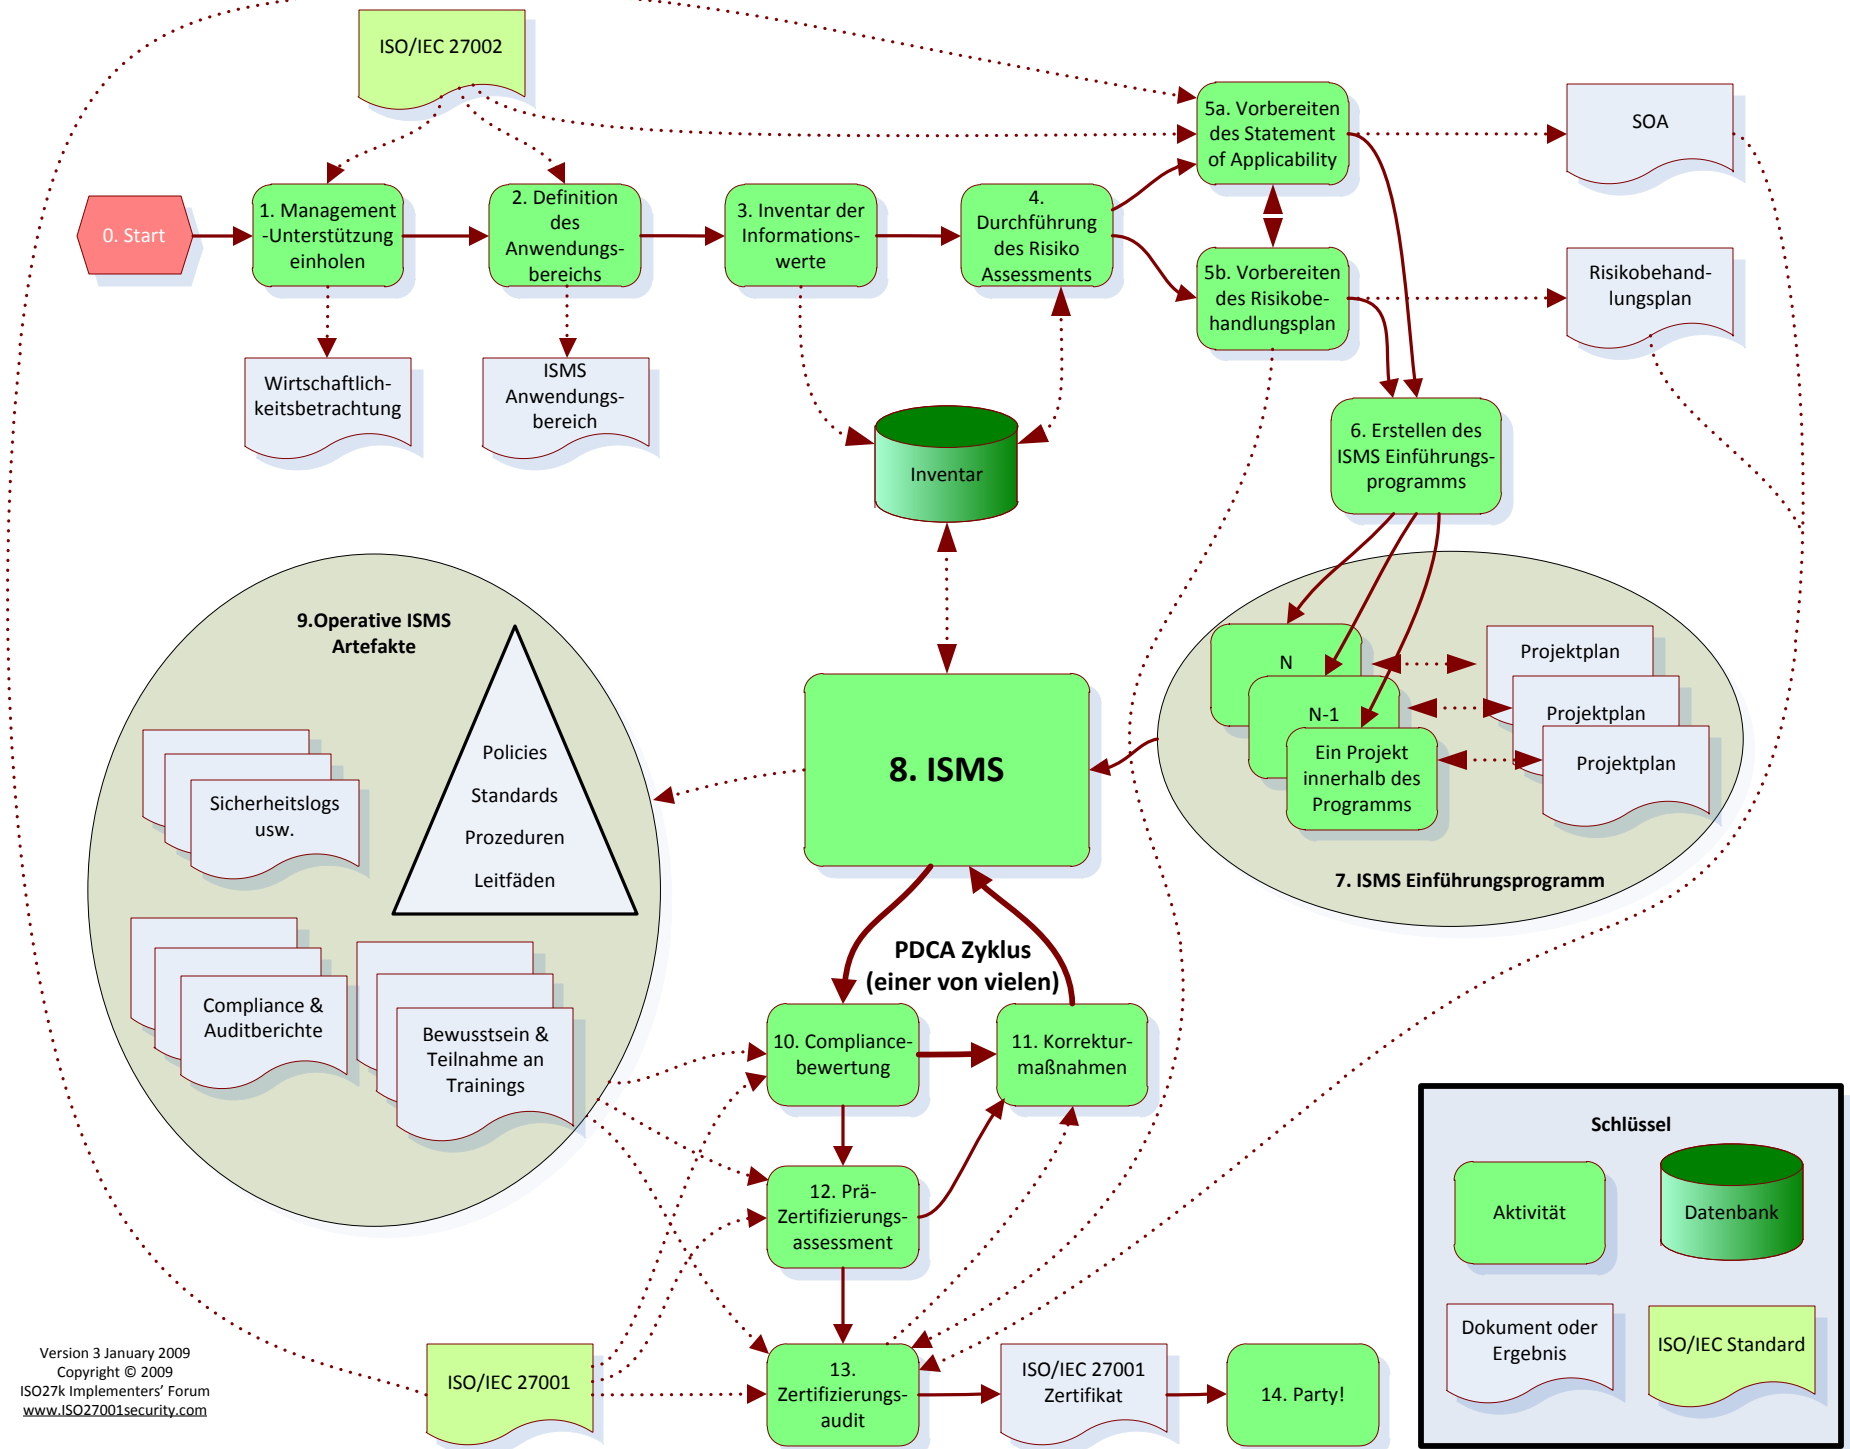 ISO/IEC 27002
5a. Vorbereiten
des Statement
of Applicability
SOA
0. Start
1. Management
-Unterstützung
einholen
2. Definition
des
Anwendungs-
bereichs
3. Inventar der
Informations-
werte
4.
Durchführung
des Risiko
Assessments
5b. Vorbereiten
des Risikobe-
handlungsplan
Risikobehand-
lungsplan
Wirtschaftlich-
keitsbetrachtung
ISMS
Anwendungs-
bereich
Inventar
6. Erstellen des
ISMS Einführungs-
programms
9.Operative ISMS
Artefakte
Policies
Standards
Prozeduren
Leitfäden
Sicherheitslogs
usw.
Compliance &
Auditberichte
Bewusstsein &
Teilnahme an
Trainings
8. ISMS
N
N-1
Ein Projekt
innerhalb des
Programms
Projektplan
Projektplan
Projektplan
7. ISMS Einführungsprogramm
PDCA Zyklus
(einer von vielen)
10. Compliance-
bewertung
11. Korrektur-
maßnahmen
12. Prä-
Zertifizierungs-
assessment
13.
Zertifizierungs-
audit
ISO/IEC 27001
ISO/IEC 27001
Zertifikat
14. Party!
Schlüssel
Aktivität
Datenbank
Dokument oder
Ergebnis
ISO/IEC Standard
Version 3 January 2009
Copyright © 2009
ISO27k Implementers' Forum
www.ISO27001security.com